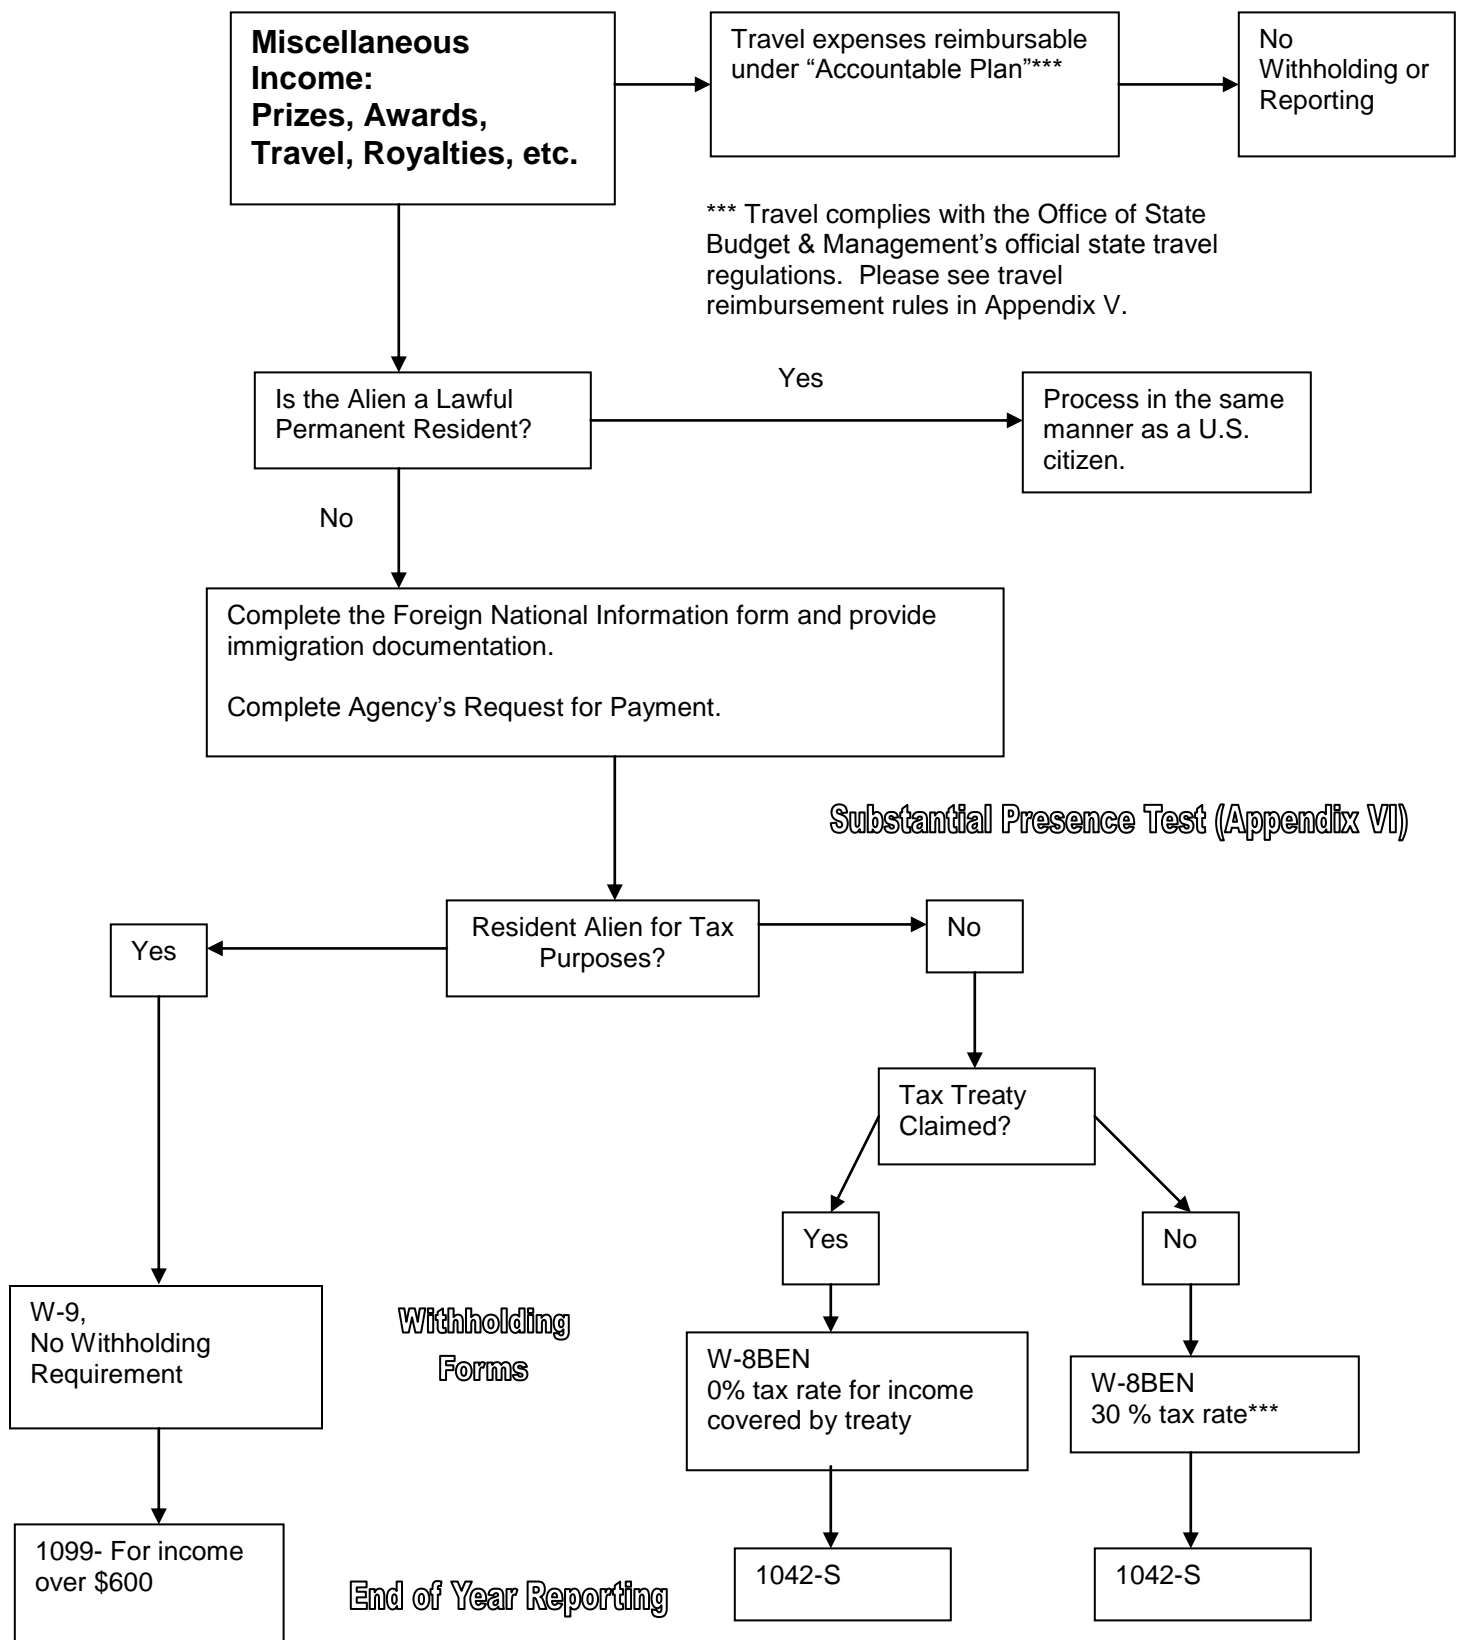 Miscellaneous
Income:
Prizes, Awards,
Travel, Royalties, etc.
Travel expenses reimbursable
under “Accountable Plan”***
No
Withholding or
Reporting
*** Travel complies with the Office of State
Budget & Management’s official state travel
regulations.  Please see travel
reimbursement rules in Appendix V.
Is the Alien a Lawful
Permanent Resident?
Yes
Process in the same
manner as a U.S.
citizen.
No
Complete the Foreign National Information form and provide
immigration documentation.
Complete Agency’s Request for Payment.
Substantial Presence Test (Appendix VI)
Yes
Resident Alien for Tax
Purposes?
No
Tax Treaty
Claimed?
Yes
No
W-9,
No Withholding
Requirement
Withholding
Forms
W-8BEN
0% tax rate for income
covered by treaty
W-8BEN
30 % tax rate***
1099- For income
over $600
End of Year Reporting
1042-S
1042-S